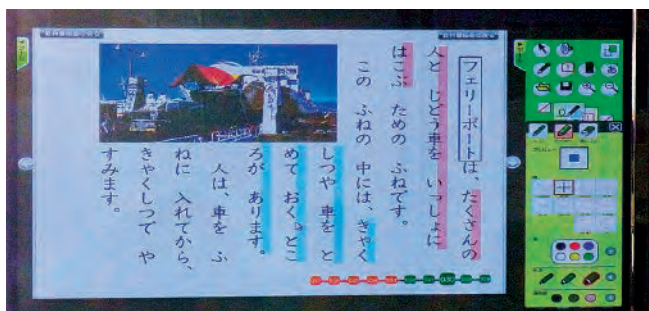 フェリーボートは、たくさんの
人と じどう車を いっしょに
はこぶ ための ふねです。
この ふねの 中には、きゃく
しつや 車を と
めて おく とこ
ろが あります。
人は、車を ふ
ねに 入れてから、
きゃくしつで や
すみます。